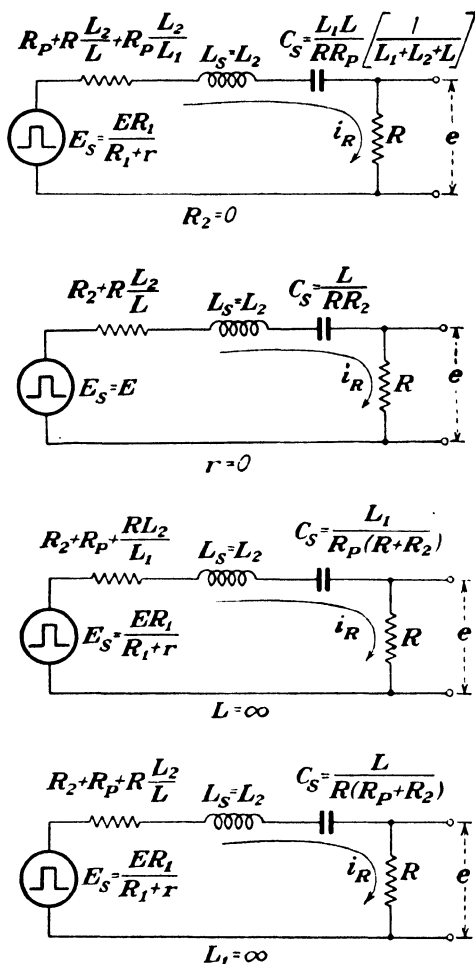 R_P+R L_2/L+R_P L_2/L_1   L_S=L_2   C_S=L_1L/RR_P [1/L_1+L_2+L]
E_S=ER_1/R_1+r   i_R   R   e
R_2=0
R_2+R L_2/L   L_S=L_2   C_S=L/RR_2
E_S=E   i_R   R   e
r=0
R_2+R_P+RL_2/L_1   L_S=L_2   C_S=L_1/R_P(R+R_2)
E_S=ER_1/R_1+r   i_R   R   e
L=∞
R_2+R_P+R L_2/L   L_S=L_2   C_S=L/R(R_P+R_2)
E_S=ER_1/R_1+r   i_R   R   e
L_1=∞